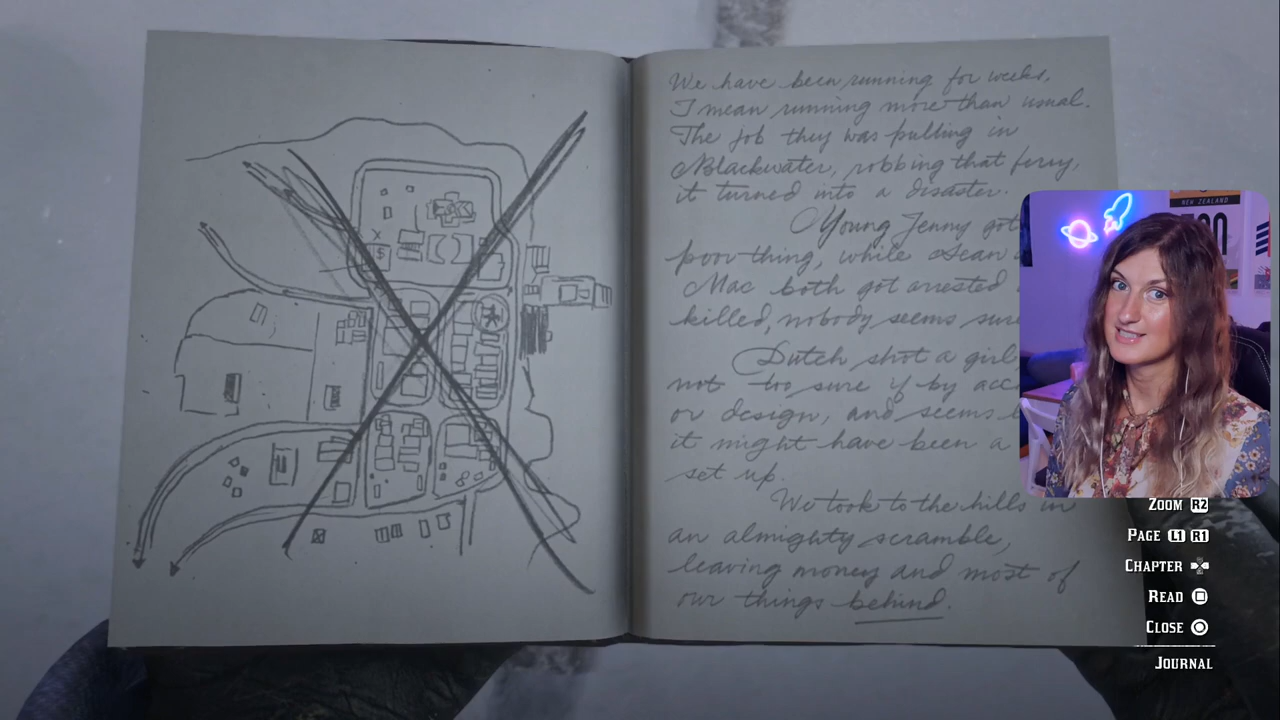 We have been running for weeks,
I mean running more than usual.
The job they was pulling in
Blackwater, robbing that ferry,
it turned into a disaster.
Young Jenny got
poor thing, while Sean
Mac both got arrested
killed, nobody seems sure
Dutch shot a girl
not too sure if by acc
or design, and seems
it might have been a
set up.
We took to the hills in
an almighty scramble,
leaving money and most of
our things behind.
$
NEW ZEALAND
ZOOM R2
PAGE L1 R1
CHAPTER
READ
CLOSE
JOURNAL